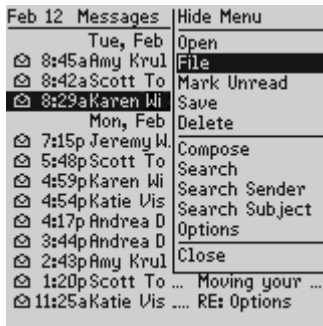 Feb 12 Messages
Hide Menu
Tue, Feb
Open
8:45a Amy Krul
File
8:42a Scott To
Mark Unread
8:29a Karen Wi
Save
Mon, Feb
Delete
7:15p Jeremy W.
Compose
5:48p Scott To
Search
4:59p Karen Wi
Search Sender
4:54p Katie Vis
Search Subject
4:17p Andrea D
Options
3:44p Andrea D
Close
2:43p Amy Krul
1:20p Scott To ... Moving your ...
11:25a Katie Vis .... RE: Options